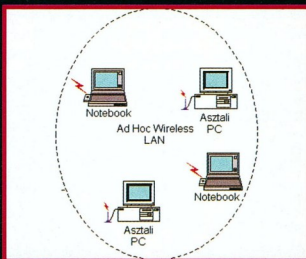 Notebook
Asztali
PC
Ad Hoc Wireless
LAN
Notebook
Asztali
PC